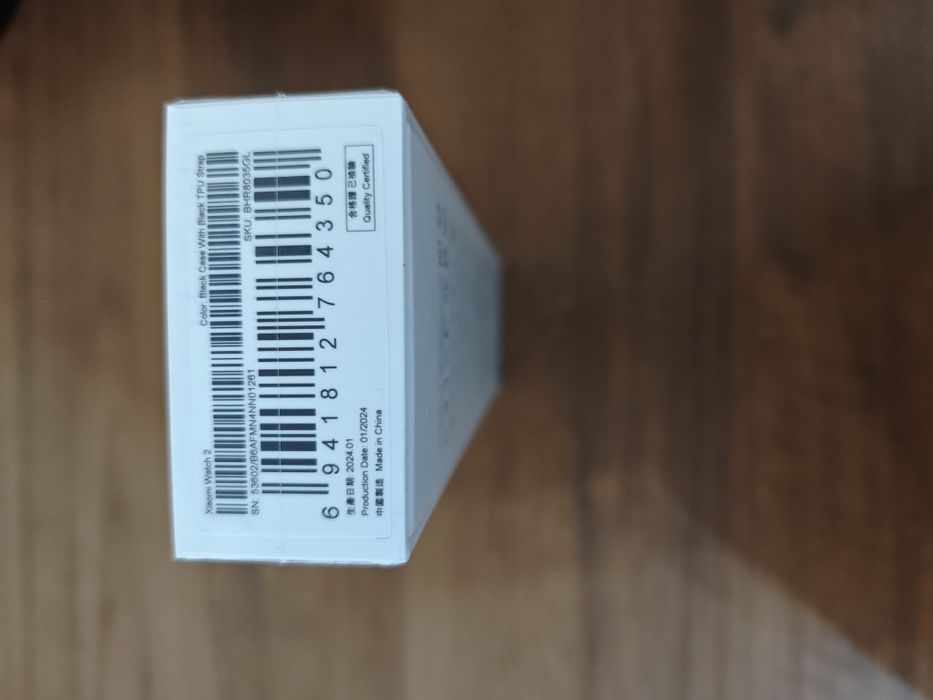 Xiaomi Watch 2
Color: Black Case With Black TPU Strap
SN: 53602/B6AFMN4NN01261
SKU: BHR8035GL
6 941812 764350
生產日期: 2024.01
Production Date: 01/2024
中國製造 Made in China
合格證 已檢驗
Quality Certified